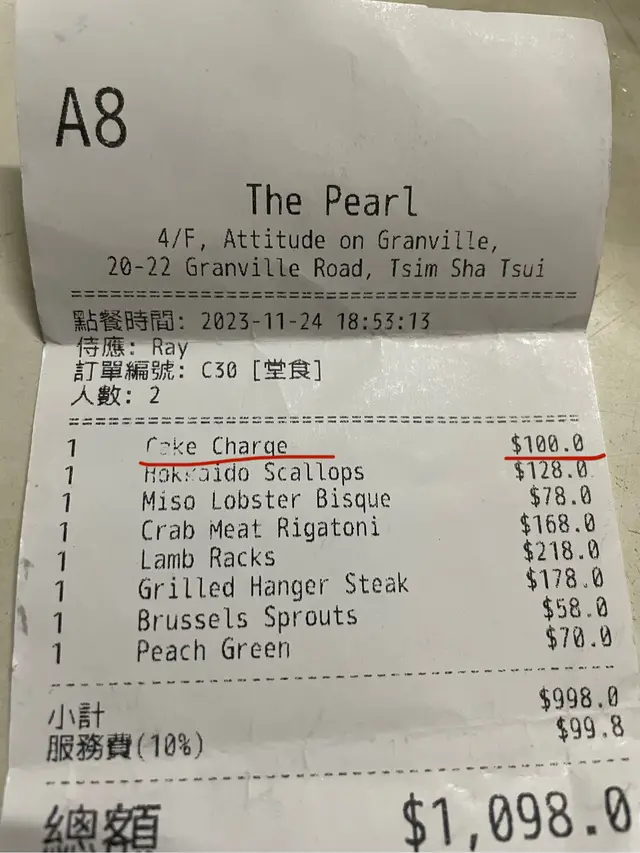 A8
The Pearl
4/F, Attitude on Granville,
20-22 Granville Road, Tsim Sha Tsui
點餐時間: 2023-11-24 18:53:13
侍應: Ray
訂單編號: C30 [堂食]
人數: 2
1 Cake Charge $100.0
1 Hokkaido Scallops $128.0
1 Miso Lobster Bisque $78.0
1 Crab Meat Rigatoni $168.0
1 Lamb Racks $218.0
1 Grilled Hanger Steak $178.0
1 Brussels Sprouts $58.0
1 Peach Green $70.0
小計 $998.0
服務費(10%) $99.8
總額 $1,098.0